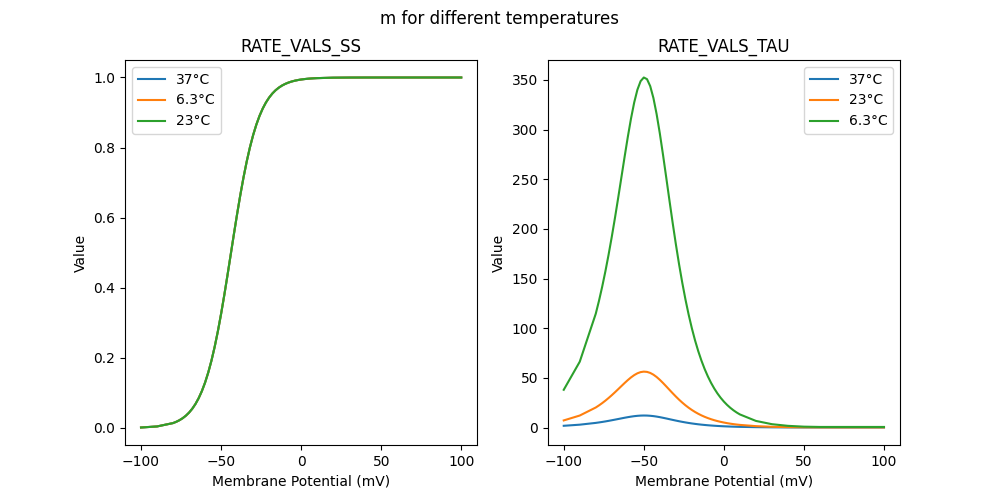 m for different temperatures
RATE_VALS_SS
37°C
6.3°C
23°C
1.0
0.8
0.6
0.4
0.2
0.0
Value
−100 −50 0 50 100
Membrane Potential (mV)
RATE_VALS_TAU
37°C
23°C
6.3°C
350
300
250
200
150
100
50
0
Value
−100 −50 0 50 100
Membrane Potential (mV)